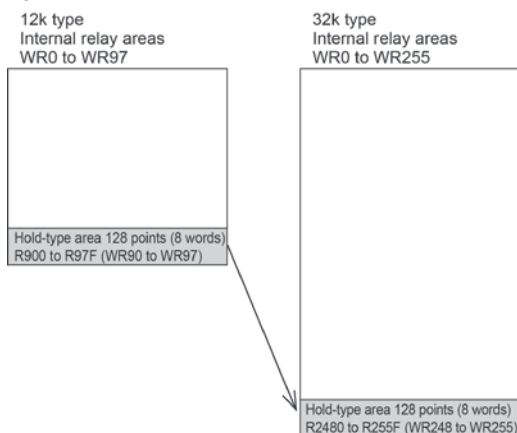 12k type
Internal relay areas
WR0 to WR97
Hold-type area 128 points (8 words)
R900 to R97F (WR90 to WR97)
32k type
Internal relay areas
WR0 to WR255
Hold-type area 128 points (8 words)
R2480 to R255F (WR248 to WR255)